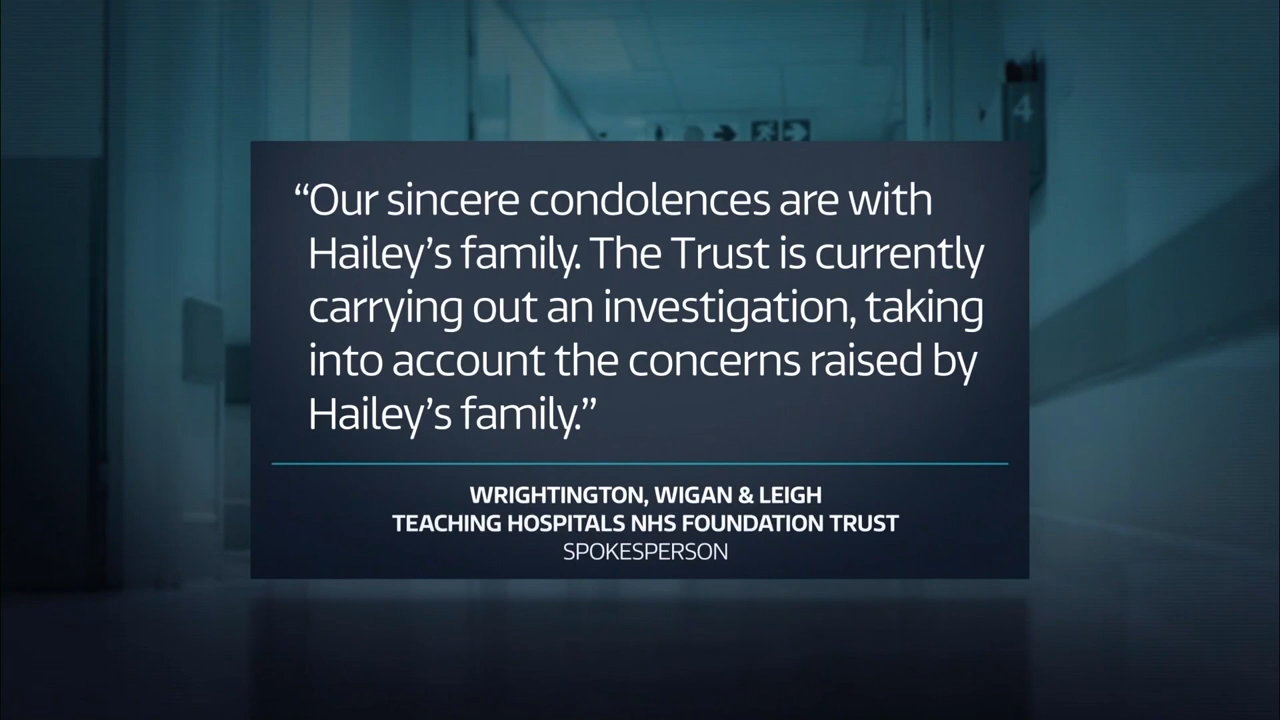 4
“Our sincere condolences are with
Hailey’s family. The Trust is currently
carrying out an investigation, taking
into account the concerns raised by
Hailey’s family.”
WRIGHTINGTON, WIGAN & LEIGH
TEACHING HOSPITALS NHS FOUNDATION TRUST
SPOKESPERSON